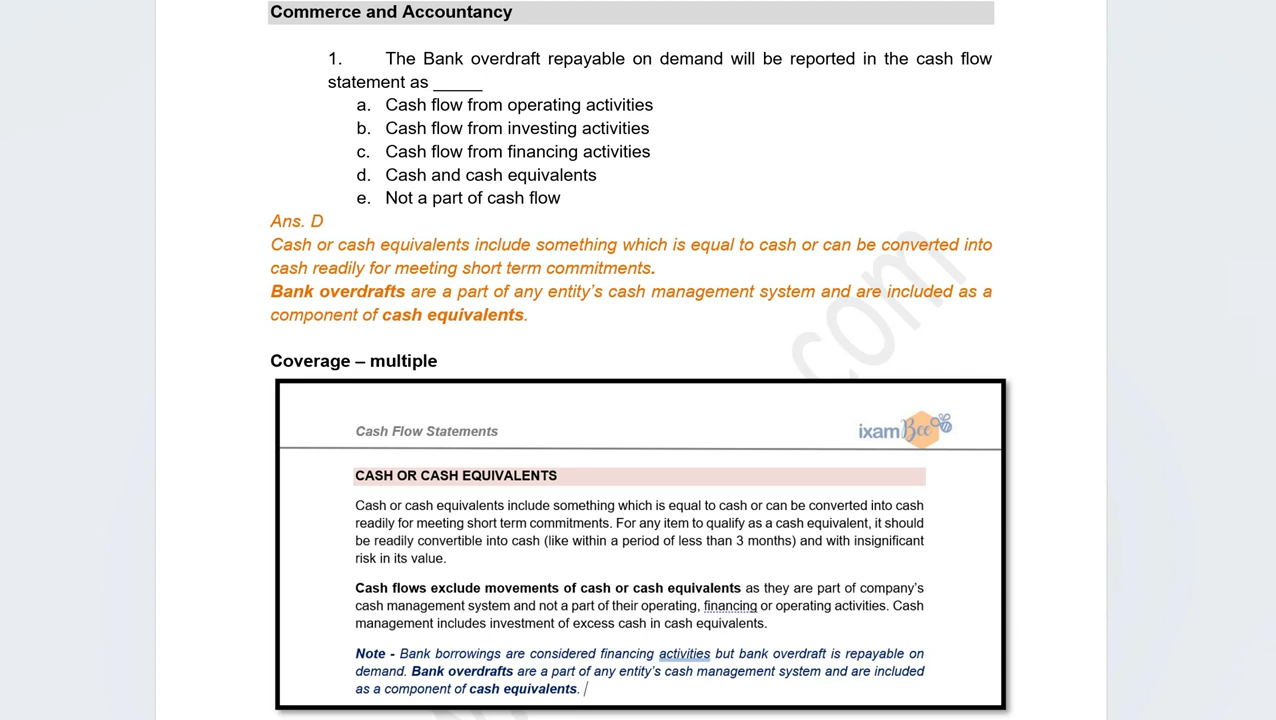 Commerce and Accountancy
1. The Bank overdraft repayable on demand will be reported in the cash flow
statement as _____
a. Cash flow from operating activities
b. Cash flow from investing activities
c. Cash flow from financing activities
d. Cash and cash equivalents
e. Not a part of cash flow
Ans. D
Cash or cash equivalents include something which is equal to cash or can be converted into
cash readily for meeting short term commitments.
Bank overdrafts are a part of any entity's cash management system and are included as a
component of cash equivalents.
com
Coverage – multiple
Cash Flow Statements
ixamBee
CASH OR CASH EQUIVALENTS
Cash or cash equivalents include something which is equal to cash or can be converted into cash
readily for meeting short term commitments. For any item to qualify as a cash equivalent, it should
be readily convertible into cash (like within a period of less than 3 months) and with insignificant
risk in its value.
Cash flows exclude movements of cash or cash equivalents as they are part of company's
cash management system and not a part of their operating, financing or operating activities. Cash
management includes investment of excess cash in cash equivalents.
Note - Bank borrowings are considered financing activities but bank overdraft is repayable on
demand. Bank overdrafts are a part of any entity's cash management system and are included
as a component of cash equivalents.